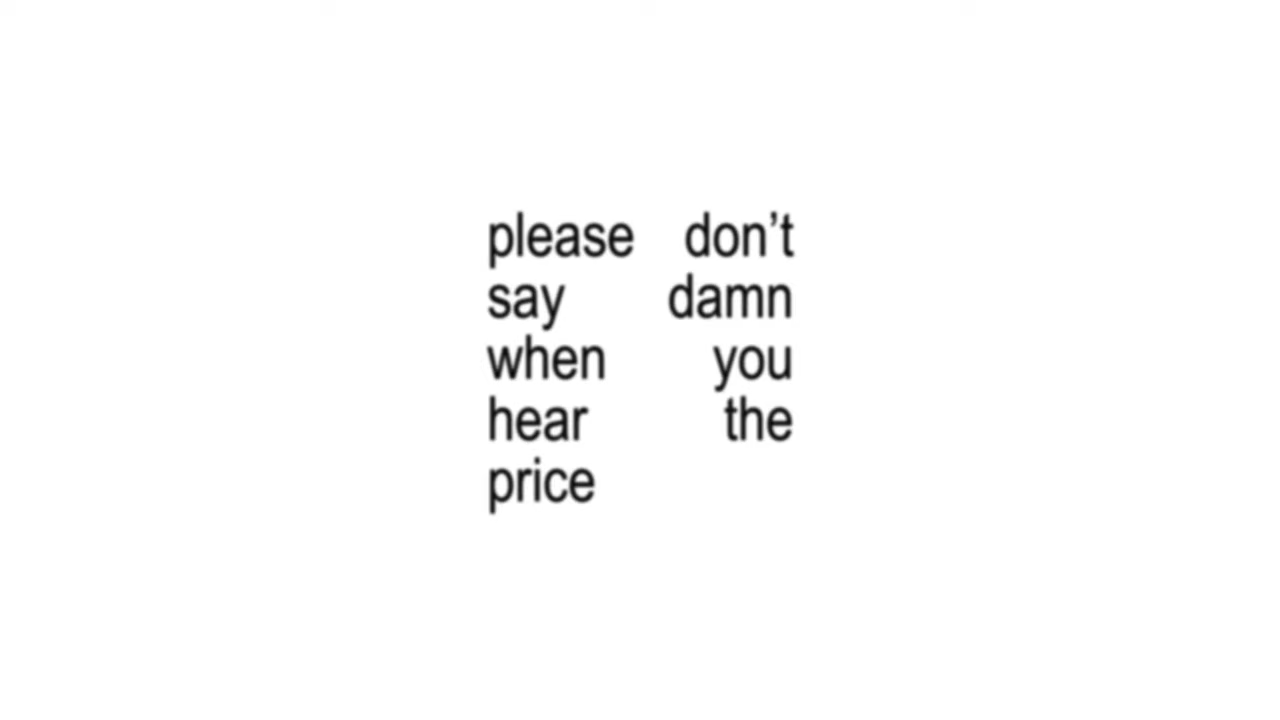 please don’t
say damn
when you
hear the
price